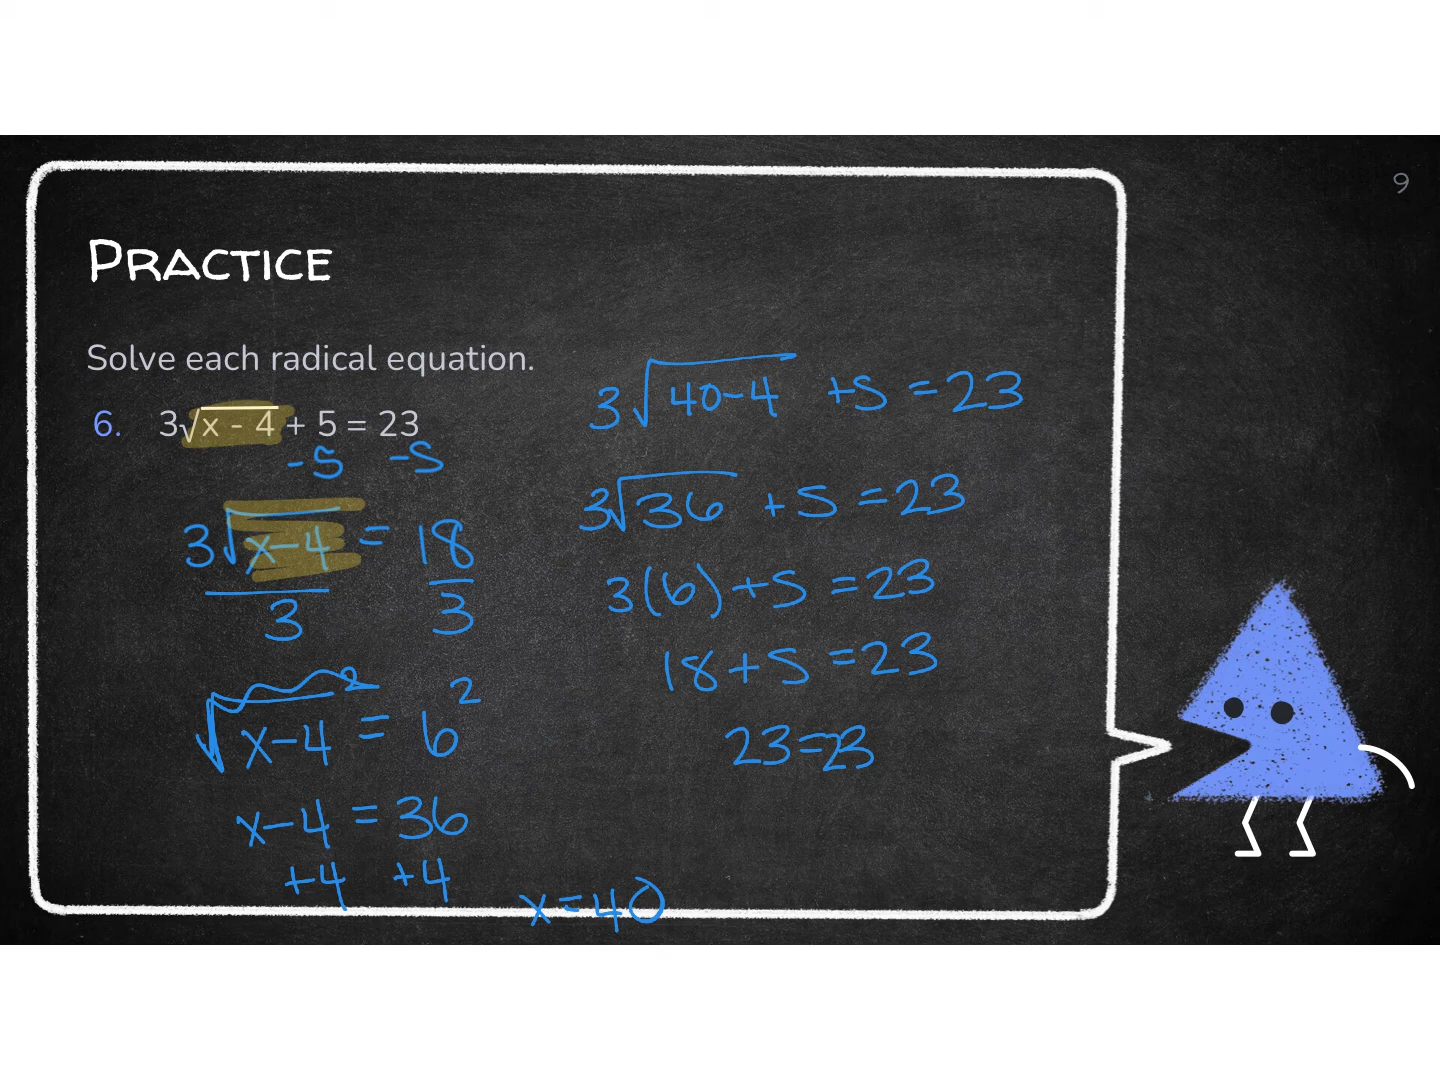 9
PRACTICE
Solve each radical equation.
6. 3√x - 4 + 5 = 23
-5 -5
3√x-4 = 18
3 3
√x-4² = 6²
x-4 = 36
+4 +4
x=40
3√40-4 +5 = 23
3√36 +5 = 23
3(6)+5 = 23
18+5 = 23
23=23